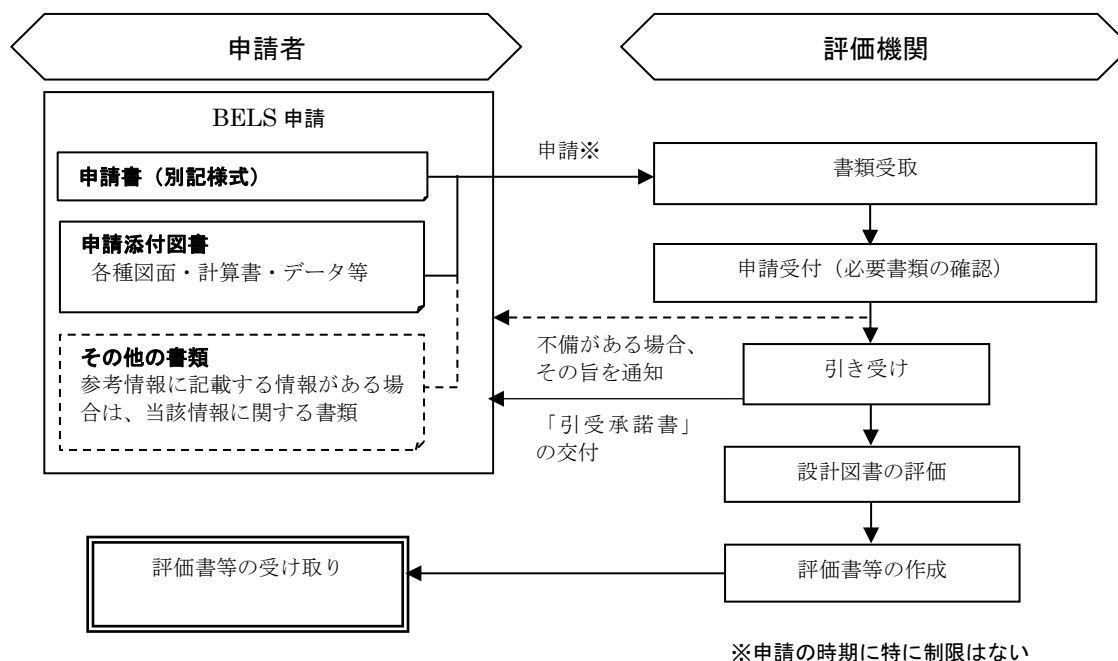 申請者
評価機関
BELS 申請
申請※
申請書（別記様式）
書類受取
申請添付図書
各種図面・計算書・データ等
申請受付（必要書類の確認）
その他の書類
参考情報に記載する情報がある場
合は、当該情報に関する書類
不備がある場合、
その旨を通知
引き受け
「引受承諾書」
の交付
設計図書の評価
評価書等の受け取り
評価書等の作成
※申請の時期に特に制限はない